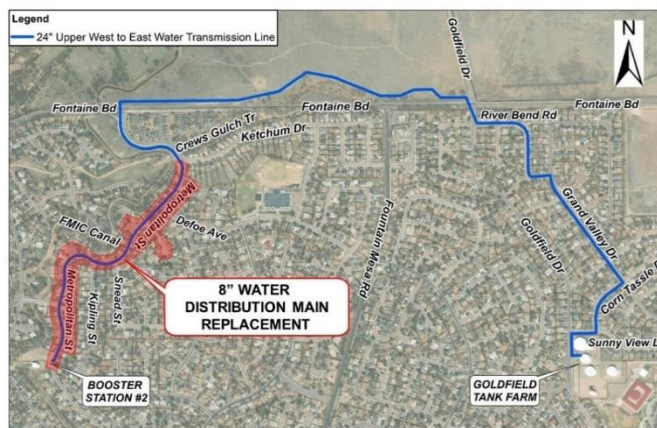 Legend
24" Upper West to East Water Transmission Line
N
Goldfield Dr
Fontaine Bd
Fontaine Bd
Fontaine Bd
River Bend Rd
Crews Gulch Tr
Ketchum Dr
Metropolitan St
FMIC Canal
Defoe Ave
Fountain Mesa Rd
Grand Valley Dr
Goldfield Dr
Metropolitan St
Kipling St
Snead St
8” WATER
DISTRIBUTION MAIN
REPLACEMENT
Corn Tassle D
Sunny View L
BOOSTER
STATION #2
GOLDFIELD
TANK FARM